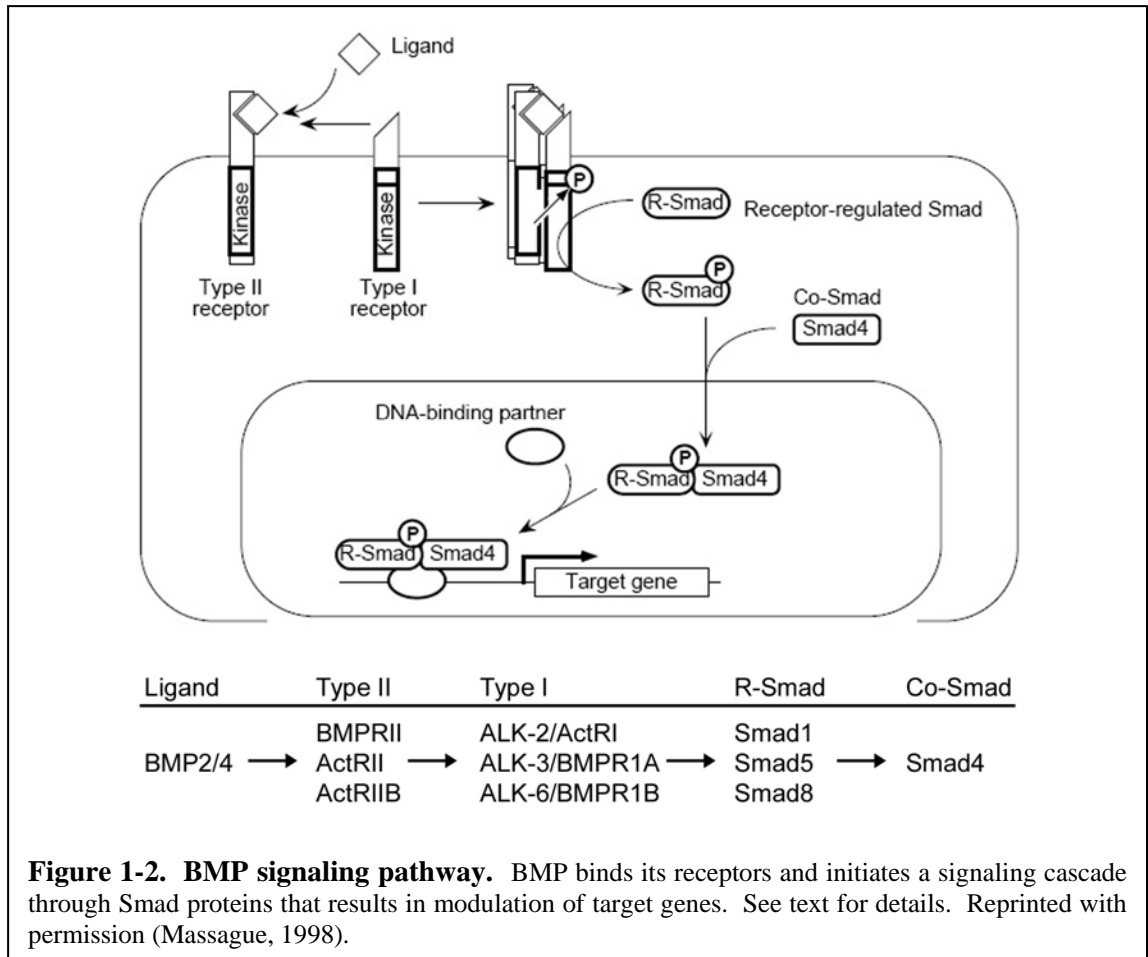 Ligand
Kinase
Kinase
P
R-Smad
Receptor-regulated Smad
Type II
receptor
Type I
receptor
P
R-Smad
Co-Smad
Smad4
DNA-binding partner
P
R-Smad Smad4
P
R-Smad Smad4
Target gene
Ligand Type II Type I R-Smad Co-Smad
BMPRII ALK-2/ActRI Smad1
BMP2/4 ActRII ALK-3/BMPR1A Smad5 Smad4
ActRIIB ALK-6/BMPR1B Smad8
Figure 1-2. BMP signaling pathway. BMP binds its receptors and initiates a signaling cascade
through Smad proteins that results in modulation of target genes. See text for details. Reprinted with
permission (Massague, 1998).